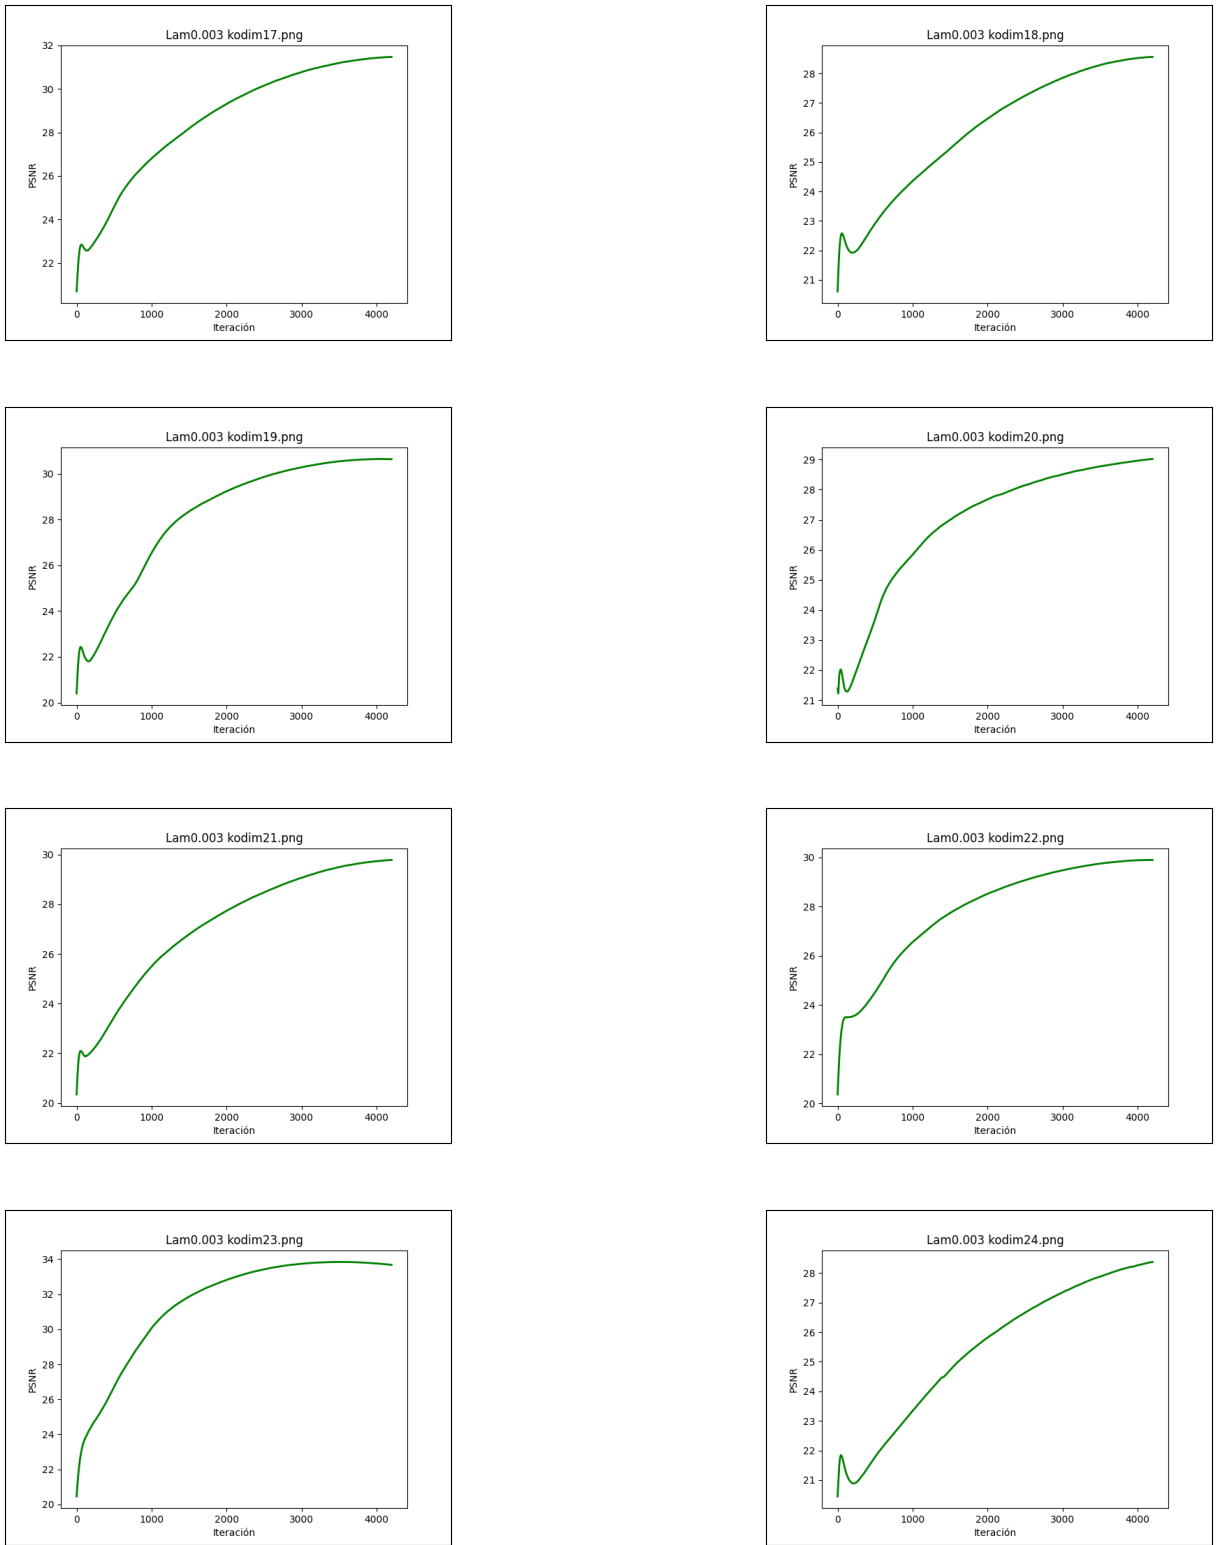 Lam0.003 kodim17.png
32
30
28
26
24
22
PSNR
0 1000 2000 3000 4000
Iteración
Lam0.003 kodim18.png
28
27
26
25
24
23
22
21
PSNR
0 1000 2000 3000 4000
Iteración
Lam0.003 kodim19.png
30
28
26
24
22
20
PSNR
0 1000 2000 3000 4000
Iteración
Lam0.003 kodim20.png
29
28
27
26
25
24
23
22
21
PSNR
0 1000 2000 3000 4000
Iteración
Lam0.003 kodim21.png
30
28
26
24
22
20
PSNR
0 1000 2000 3000 4000
Iteración
Lam0.003 kodim22.png
30
28
26
24
22
20
PSNR
0 1000 2000 3000 4000
Iteración
Lam0.003 kodim23.png
34
32
30
28
26
24
22
20
PSNR
0 1000 2000 3000 4000
Iteración
Lam0.003 kodim24.png
28
27
26
25
24
23
22
21
PSNR
0 1000 2000 3000 4000
Iteración